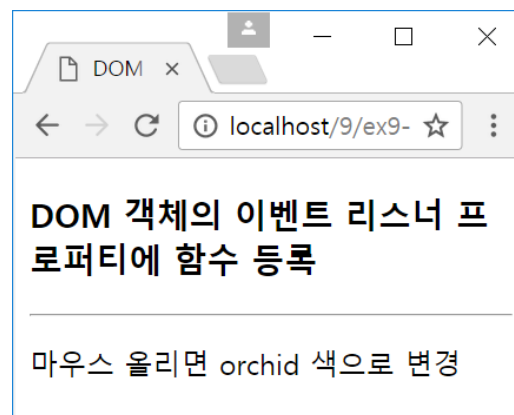 DOM
localhost/9/ex9-
DOM 객체의 이벤트 리스너 프
로퍼티에 함수 등록
마우스 올리면 orchid 색으로 변경